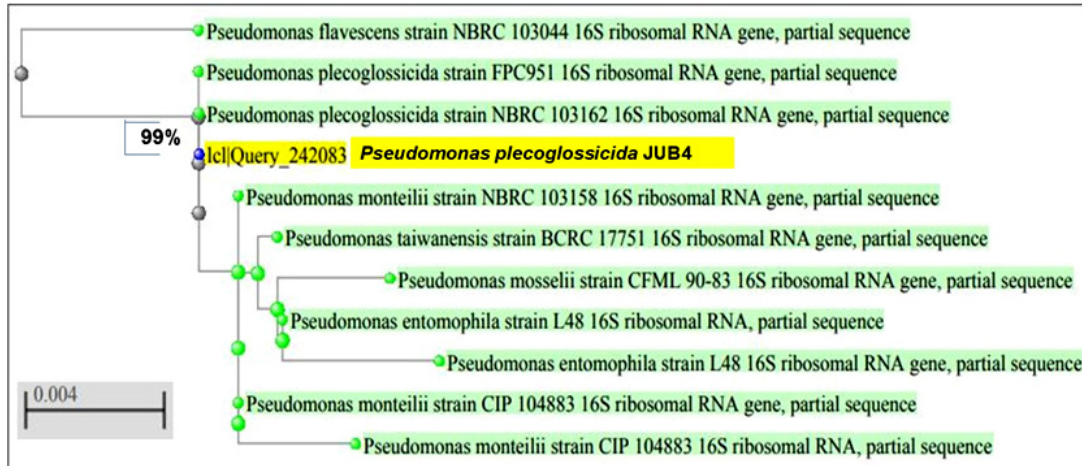 Pseudomonas flavescens strain NBRC 103044 16S ribosomal RNA gene, partial sequence
Pseudomonas plecoglossicida strain FPC951 16S ribosomal RNA gene, partial sequence
Pseudomonas plecoglossicida strain NBRC 103162 16S ribosomal RNA gene, partial sequence
99%
lcl|Query_242083 Pseudomonas plecoglossicida JUB4
Pseudomonas monteilii strain NBRC 103158 16S ribosomal RNA gene, partial sequence
Pseudomonas taiwanensis strain BCRC 17751 16S ribosomal RNA gene, partial sequence
Pseudomonas mosselii strain CFML 90-83 16S ribosomal RNA gene, partial sequence
Pseudomonas entomophila strain L48 16S ribosomal RNA, partial sequence
Pseudomonas entomophila strain L48 16S ribosomal RNA gene, partial sequence
0.004
Pseudomonas monteilii strain CIP 104883 16S ribosomal RNA gene, partial sequence
Pseudomonas monteilii strain CIP 104883 16S ribosomal RNA, partial sequence